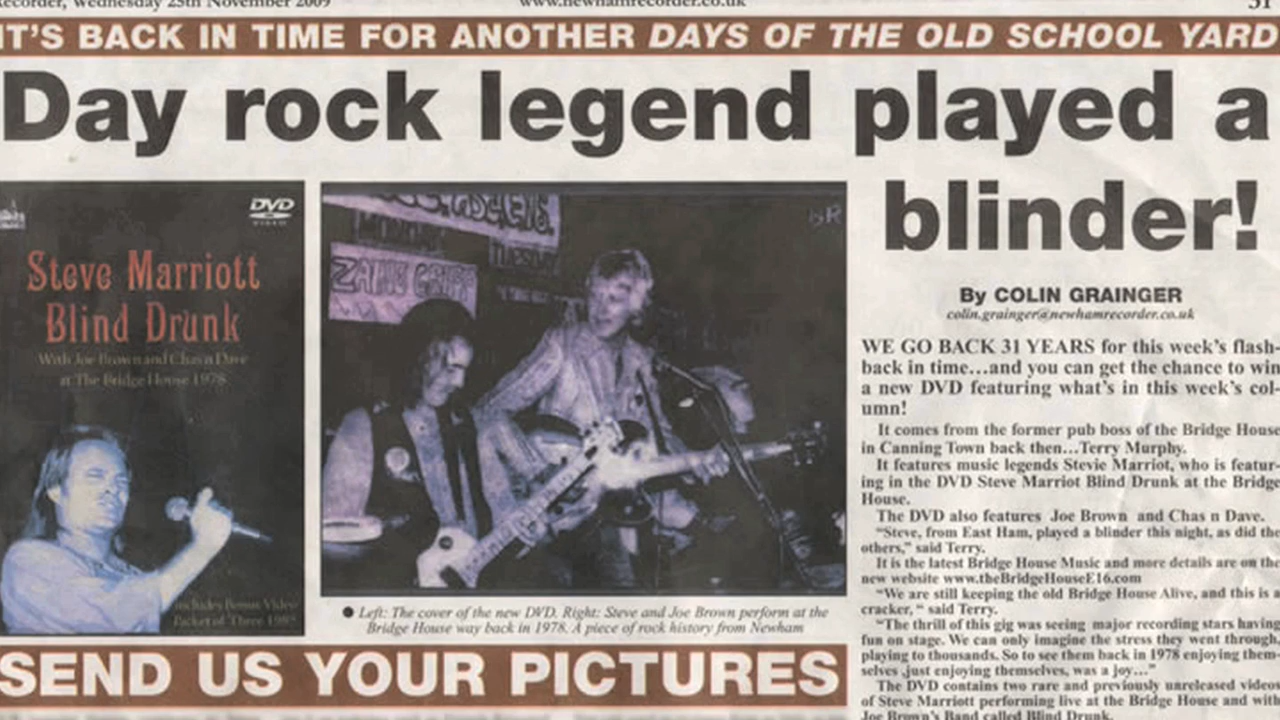 ecorder, Wednesday 25th November 2009
www.newhamrecorder.co.uk
31
IT'S BACK IN TIME FOR ANOTHER DAYS OF THE OLD SCHOOL YARD
Day rock legend played a
blinder!
DVD
VIDEO
Steve Marriott
Blind Drunk
With Joe Brown and Chas n Dave
at The Bridge House 1978
includes Bonus Video
Packet of Three 1985
MONDAY
TUESDAY
ZAINE GRIFF
● Left: The cover of the new DVD. Right: Steve and Joe Brown perform at the
Bridge House way back in 1978. A piece of rock history from Newham
SEND US YOUR PICTURES
By COLIN GRAINGER
colin.grainger@newhamrecorder.co.uk
WE GO BACK 31 YEARS for this week's flash-
back in time...and you can get the chance to win
a new DVD featuring what's in this week's col-
umn!
It comes from the former pub boss of the Bridge House
in Canning Town back then...Terry Murphy.
It features music legends Stevie Marriot, who is featur-
ing in the DVD Steve Marriot Blind Drunk at the Bridge
House.
The DVD also features Joe Brown and Chas n Dave.
"Steve, from East Ham, played a blinder this night, as did the
others," said Terry.
It is the latest Bridge House Music and more details are on the
new website www.theBridgeHouseE16.com
"We are still keeping the old Bridge House Alive, and this is a
cracker, " said Terry.
"The thrill of this gig was seeing major recording stars having
fun on stage. We can only imagine the stress they went through,
playing to thousands. So to see them back in 1978 enjoying them-
selves ,just enjoying themselves, was a joy..."
The DVD contains two rare and previously unreleased videos
of Steve Marriott performing live at the Bridge House and with
Joe Brown's Band called Blind Drunk.